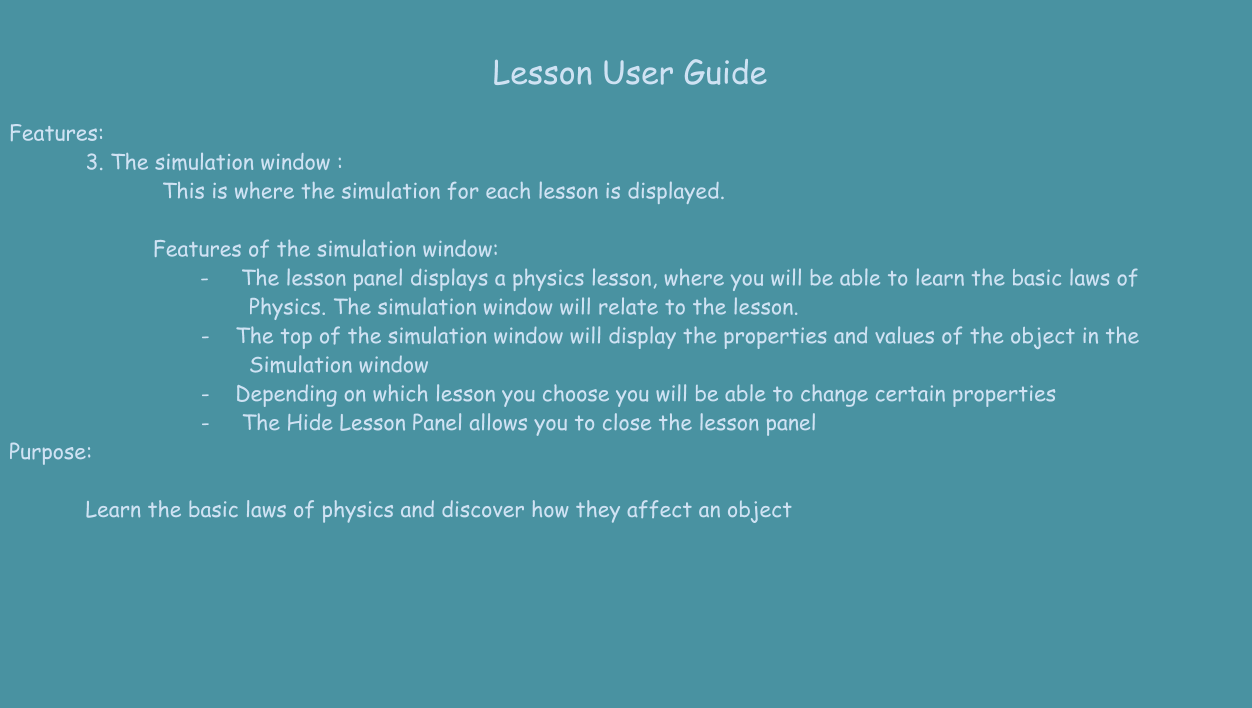 Lesson User Guide
Features:
3. The simulation window :
This is where the simulation for each lesson is displayed.
Features of the simulation window:
- The lesson panel displays a physics lesson, where you will be able to learn the basic laws of
Physics. The simulation window will relate to the lesson.
- The top of the simulation window will display the properties and values of the object in the
Simulation window
- Depending on which lesson you choose you will be able to change certain properties
- The Hide Lesson Panel allows you to close the lesson panel
Purpose:
Learn the basic laws of physics and discover how they affect an object